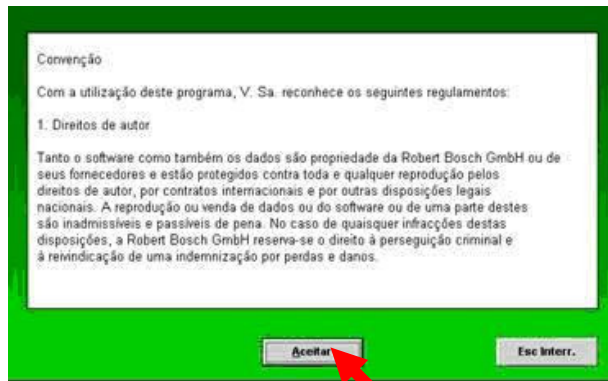 Convenção
Com a utilização deste programa, V. Sa. reconhece os seguintes regulamentos:
1. Direitos de autor
Tanto o software como também os dados são propriedade da Robert Bosch GmbH ou de
seus fornecedores e estão protegidos contra toda e qualquer reprodução pelos
direitos de autor, por contratos internacionais e por outras disposições legais
nacionais. A reprodução ou venda de dados ou do software ou de uma parte destes
são inadmissíveis e passíveis de pena. No caso de quaisquer infracções destas
disposições, a Robert Bosch GmbH reserva-se o direito à perseguição criminal e
à reivindicação de uma indemnização por perdas e danos.
Aceitar
Esc Interr.